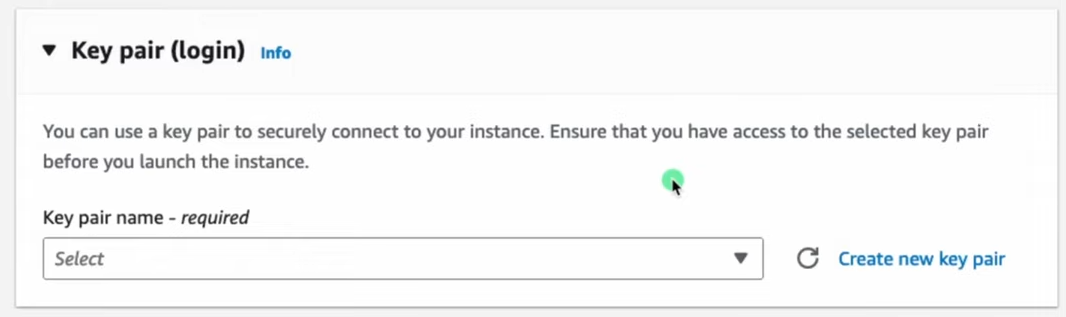 Key pair (login) Info
You can use a key pair to securely connect to your instance. Ensure that you have access to the selected key pair
before you launch the instance.
Key pair name - required
Select
Create new key pair